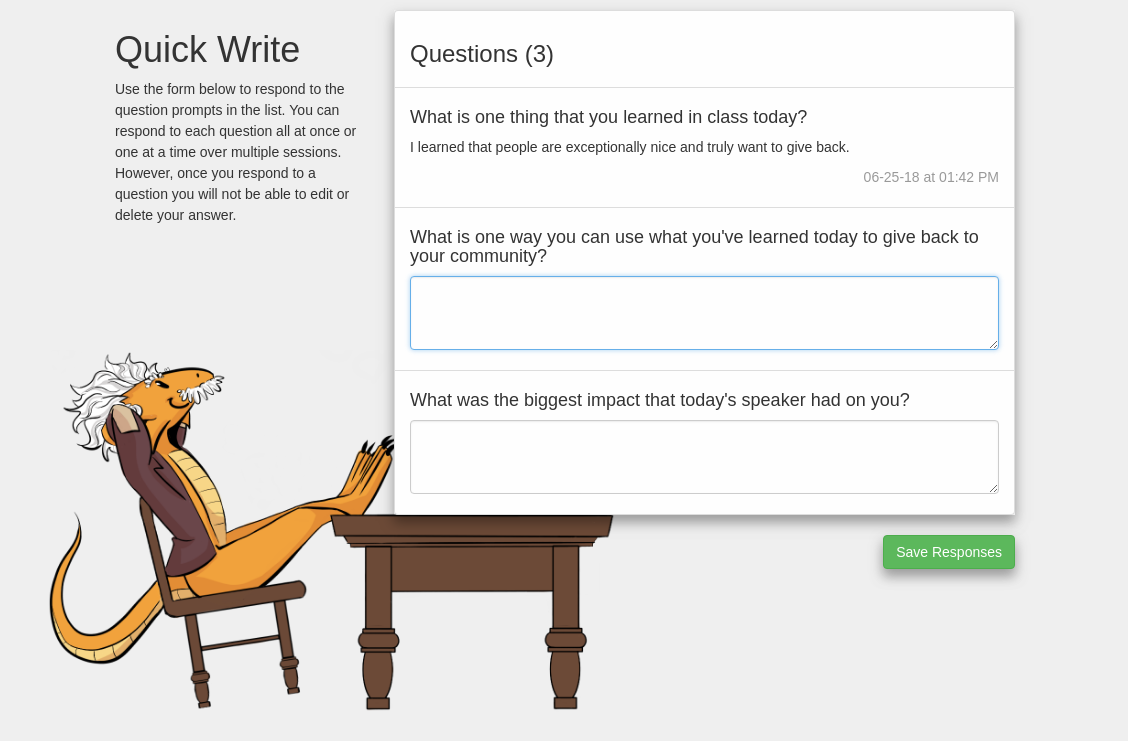 Quick Write
Use the form below to respond to the
question prompts in the list. You can
respond to each question all at once or
one at a time over multiple sessions.
However, once you respond to a
question you will not be able to edit or
delete your answer.
Questions (3)
What is one thing that you learned in class today?
I learned that people are exceptionally nice and truly want to give back.
06-25-18 at 01:42 PM
What is one way you can use what you've learned today to give back to
your community?
What was the biggest impact that today's speaker had on you?
Save Responses